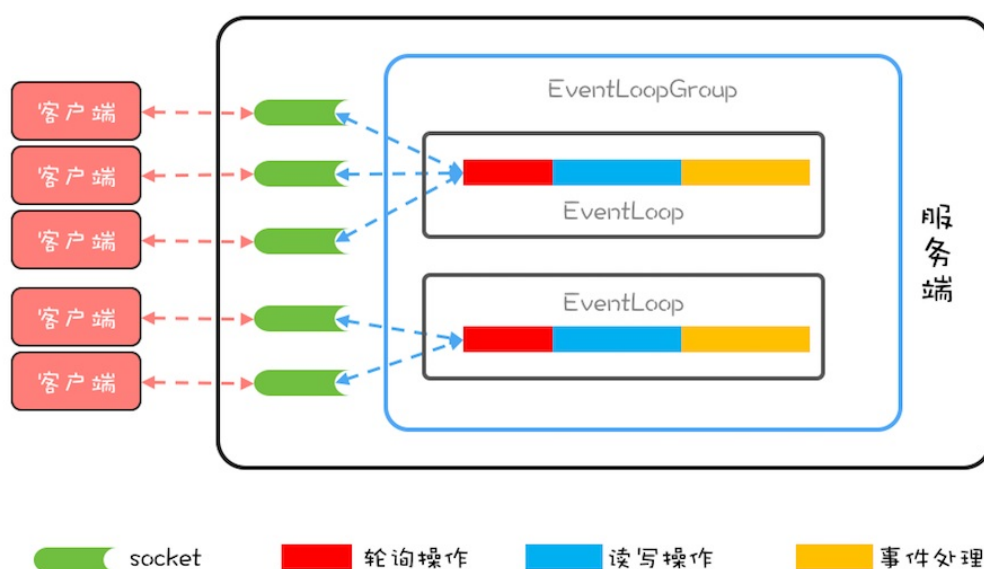 EventLoopGroup
客户端
客户端
EventLoop
客户端
服务端
EventLoop
客户端
客户端
socket
轮询操作
读写操作
事件处理